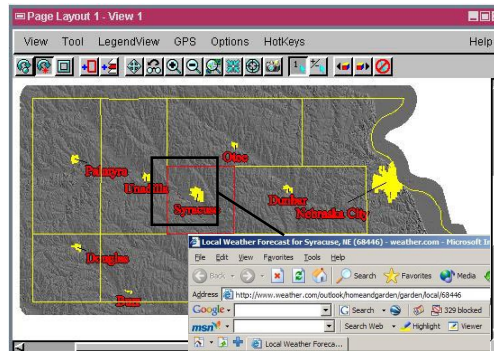 Page Layout 1 - View 1
View Tool LegendView GPS Options HotKeys Help
Otoe
Palmyra
Unadilla
Syracuse
Dunbar
Nebraska City
Douglas
Burr
Local Weather Forecast for Syracuse, NE (68446) - weather.com - Microsoft In
File Edit View Favorites Tools Help
Back Search Favorites Media
Address http://www.weather.com/outlook/homeandgarden/garden/local/68446
Google Search 329 blocked
msn Search Web Highlight Viewer
Local Weather Foreca...